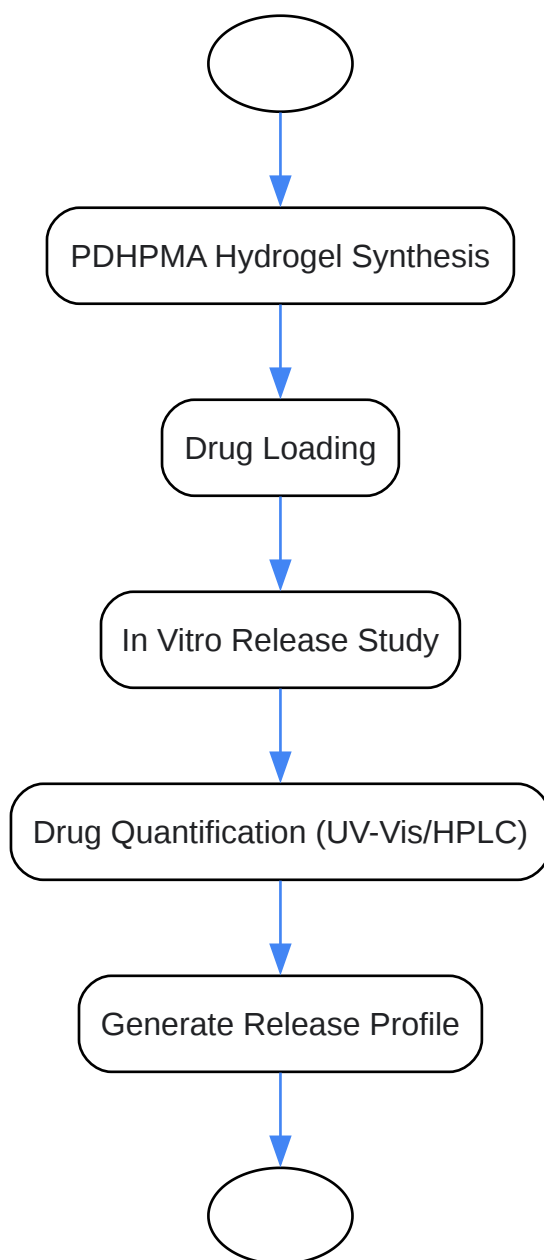 PDHPMA Hydrogel Synthesis
Drug Loading
In Vitro Release Study
Drug Quantification (UV-Vis/HPLC)
Generate Release Profile